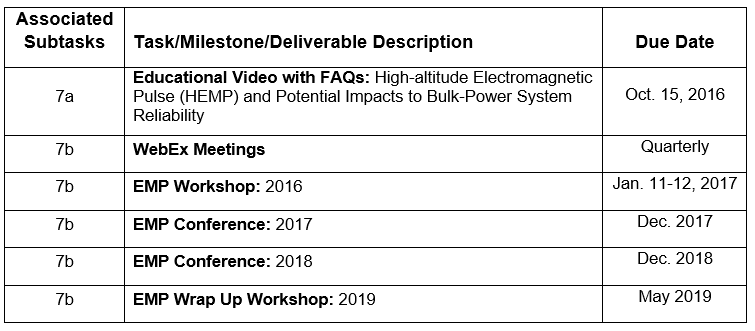 Associated
Subtasks
Task/Milestone/Deliverable Description
Due Date
7a
Educational Video with FAQs: High-altitude Electromagnetic
Pulse (HEMP) and Potential Impacts to Bulk-Power System
Reliability
Oct. 15, 2016
7b
WebEx Meetings
Quarterly
7b
EMP Workshop: 2016
Jan. 11-12, 2017
7b
EMP Conference: 2017
Dec. 2017
7b
EMP Conference: 2018
Dec. 2018
7b
EMP Wrap Up Workshop: 2019
May 2019